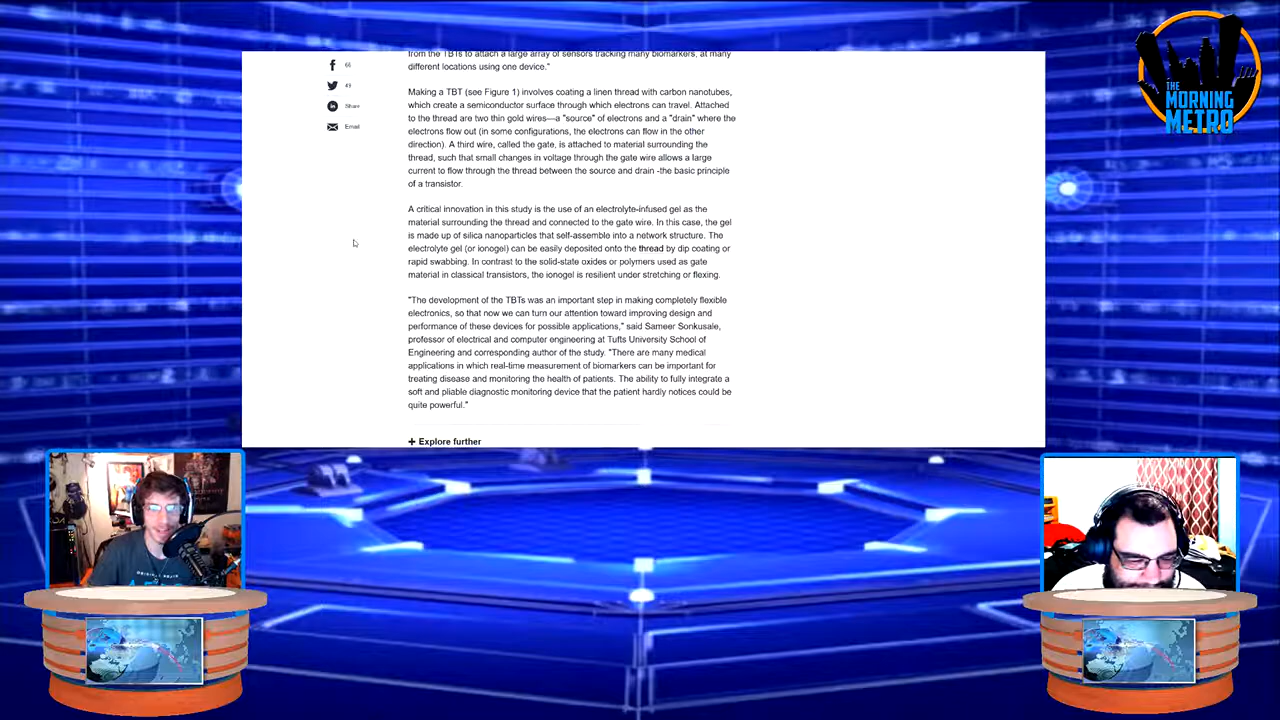 from the TBTs to attach a large array of sensors tracking many biomarkers, at many
different locations using one device."
66
49
Share
Email
Making a TBT (see Figure 1) involves coating a linen thread with carbon nanotubes,
which create a semiconductor surface through which electrons can travel. Attached
to the thread are two thin gold wires—a "source" of electrons and a "drain" where the
electrons flow out (in some configurations, the electrons can flow in the other
direction). A third wire, called the gate, is attached to material surrounding the
thread, such that small changes in voltage through the gate wire allows a large
current to flow through the thread between the source and drain -the basic principle
of a transistor.
A critical innovation in this study is the use of an electrolyte-infused gel as the
material surrounding the thread and connected to the gate wire. In this case, the gel
is made up of silica nanoparticles that self-assemble into a network structure. The
electrolyte gel (or ionogel) can be easily deposited onto the thread by dip coating or
rapid swabbing. In contrast to the solid-state oxides or polymers used as gate
material in classical transistors, the ionogel is resilient under stretching or flexing.
"The development of the TBTs was an important step in making completely flexible
electronics, so that now we can turn our attention toward improving design and
performance of these devices for possible applications," said Sameer Sonkusale,
professor of electrical and computer engineering at Tufts University School of
Engineering and corresponding author of the study. "There are many medical
applications in which real-time measurement of biomarkers can be important for
treating disease and monitoring the health of patients. The ability to fully integrate a
soft and pliable diagnostic monitoring device that the patient hardly notices could be
quite powerful."
+ Explore further
THE
MORNING
METRO